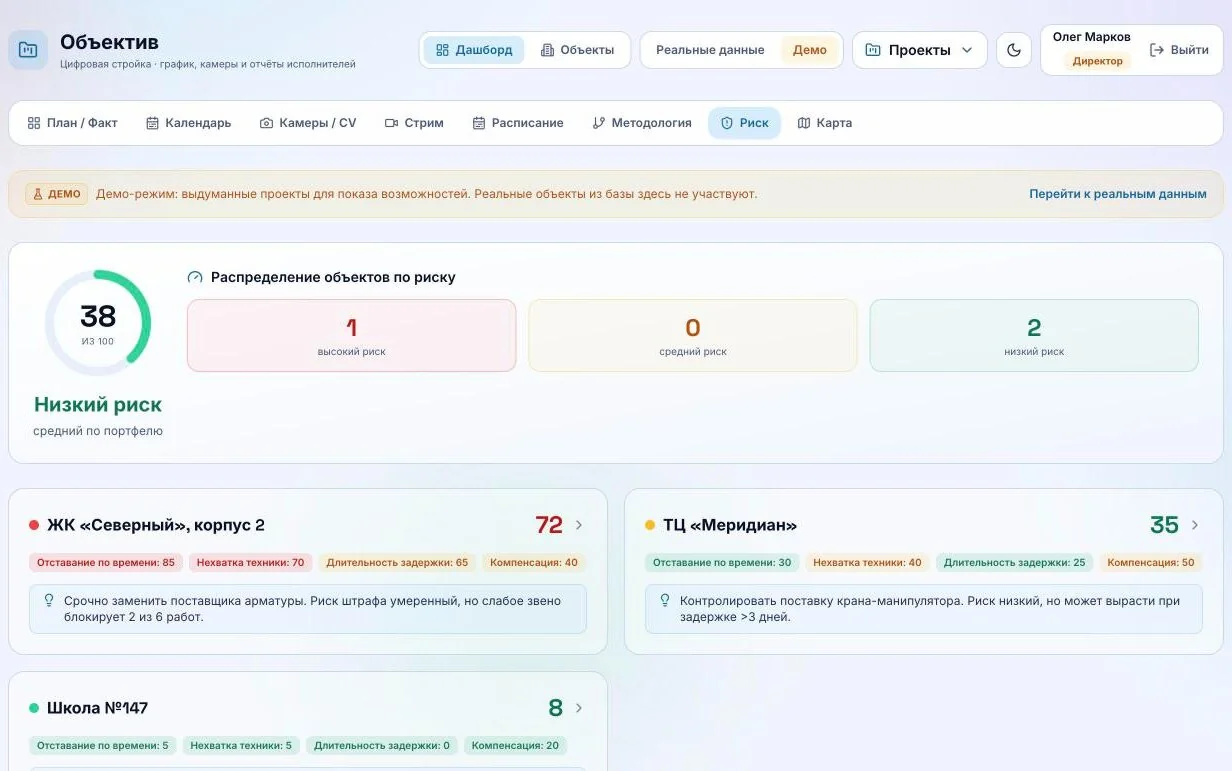 Объектив
Цифровая стройка · график, камеры и отчёты исполнителей
Дашборд
Объекты
Реальные данные
Демо
Проекты
Олег Марков
Директор
Выйти
План / Факт
Календарь
Камеры / CV
Стрим
Расписание
Методология
Риск
Карта
ДЕМО
Демо-режим: выдуманные проекты для показа возможностей. Реальные объекты из базы здесь не участвуют.
Перейти к реальным данным
38
ИЗ 100
Низкий риск
средний по портфелю
Распределение объектов по риску
1
высокий риск
0
средний риск
2
низкий риск
ЖК «Северный», корпус 2
72
Отставание по времени: 85
Нехватка техники: 70
Длительность задержки: 65
Компенсация: 40
Срочно заменить поставщика арматуры. Риск штрафа умеренный, но слабое звено
блокирует 2 из 6 работ.
ТЦ «Меридиан»
35
Отставание по времени: 30
Нехватка техники: 40
Длительность задержки: 25
Компенсация: 50
Контролировать поставку крана-манипулятора. Риск низкий, но может вырасти при
задержке >3 дней.
Школа №147
8
Отставание по времени: 5
Нехватка техники: 5
Длительность задержки: 0
Компенсация: 20